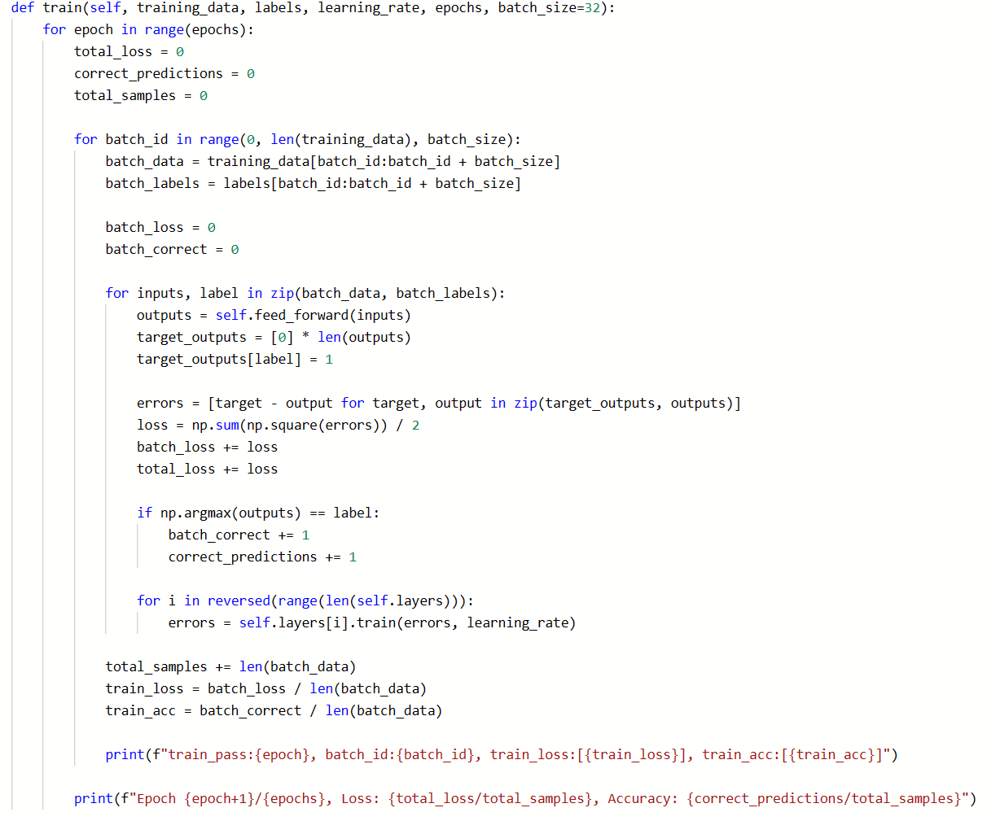 def train(self, training_data, labels, learning_rate, epochs, batch_size=32):
    for epoch in range(epochs):
        total_loss = 0
        correct_predictions = 0
        total_samples = 0

        for batch_id in range(0, len(training_data), batch_size):
            batch_data = training_data[batch_id:batch_id + batch_size]
            batch_labels = labels[batch_id:batch_id + batch_size]

            batch_loss = 0
            batch_correct = 0

            for inputs, label in zip(batch_data, batch_labels):
                outputs = self.feed_forward(inputs)
                target_outputs = [0] * len(outputs)
                target_outputs[label] = 1

                errors = [target - output for target, output in zip(target_outputs, outputs)]
                loss = np.sum(np.square(errors)) / 2
                batch_loss += loss
                total_loss += loss

                if np.argmax(outputs) == label:
                    batch_correct += 1
                    correct_predictions += 1

                for i in reversed(range(len(self.layers))):
                    errors = self.layers[i].train(errors, learning_rate)

            total_samples += len(batch_data)
            train_loss = batch_loss / len(batch_data)
            train_acc = batch_correct / len(batch_data)

            print(f"train_pass:{epoch}, batch_id:{batch_id}, train_loss:[{train_loss}], train_acc:[{train_acc}]")

        print(f"Epoch {epoch+1}/{epochs}, Loss: {total_loss/total_samples}, Accuracy: {correct_predictions/total_samples}")